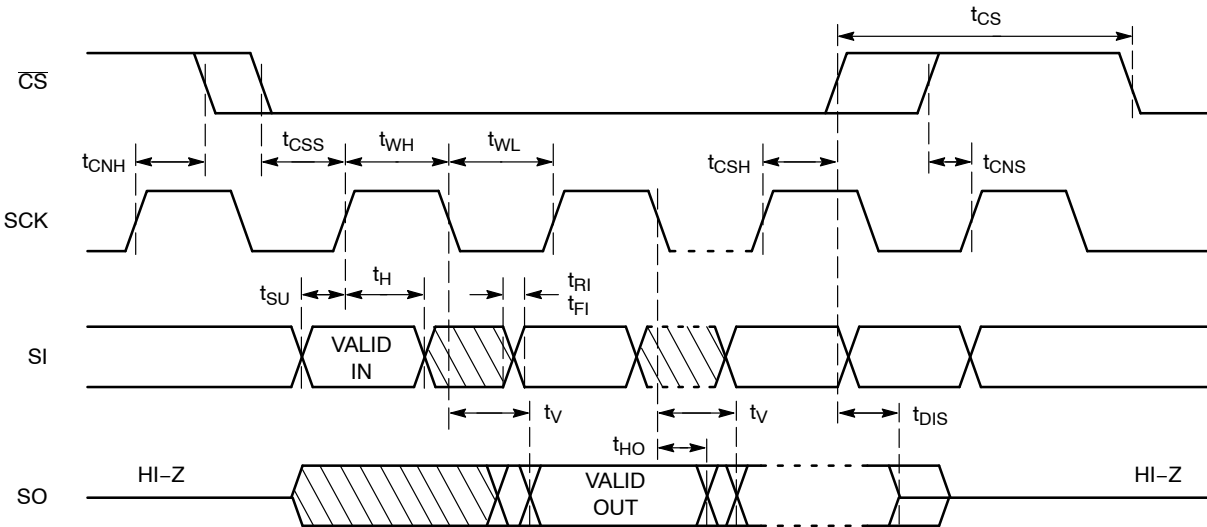 tCS
CS
tCNH
tCSS
tWH
tWL
tCSH
tCNS
SCK
tSU
tH
tRI
tFI
SI
VALID
IN
tV
tV
tDIS
tHO
HI–Z
VALID
OUT
HI–Z
SO